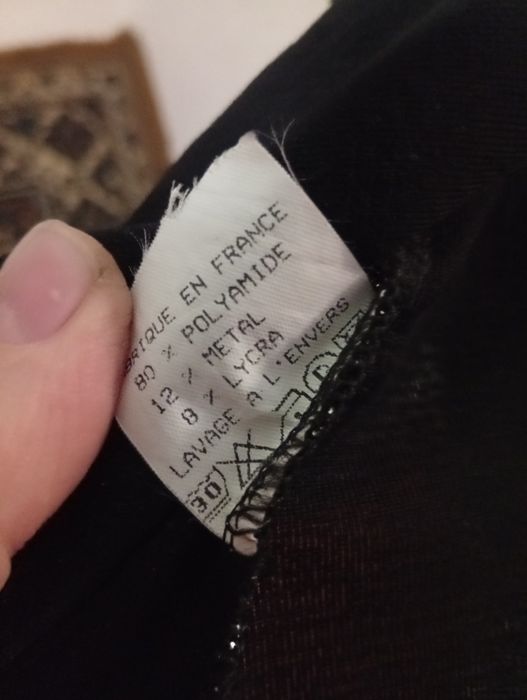 BRIQUE EN FRANCE
80 % POLYAMIDE
12 % METAL
8 % LYCRA
LAVAGE A L'ENVERS
30